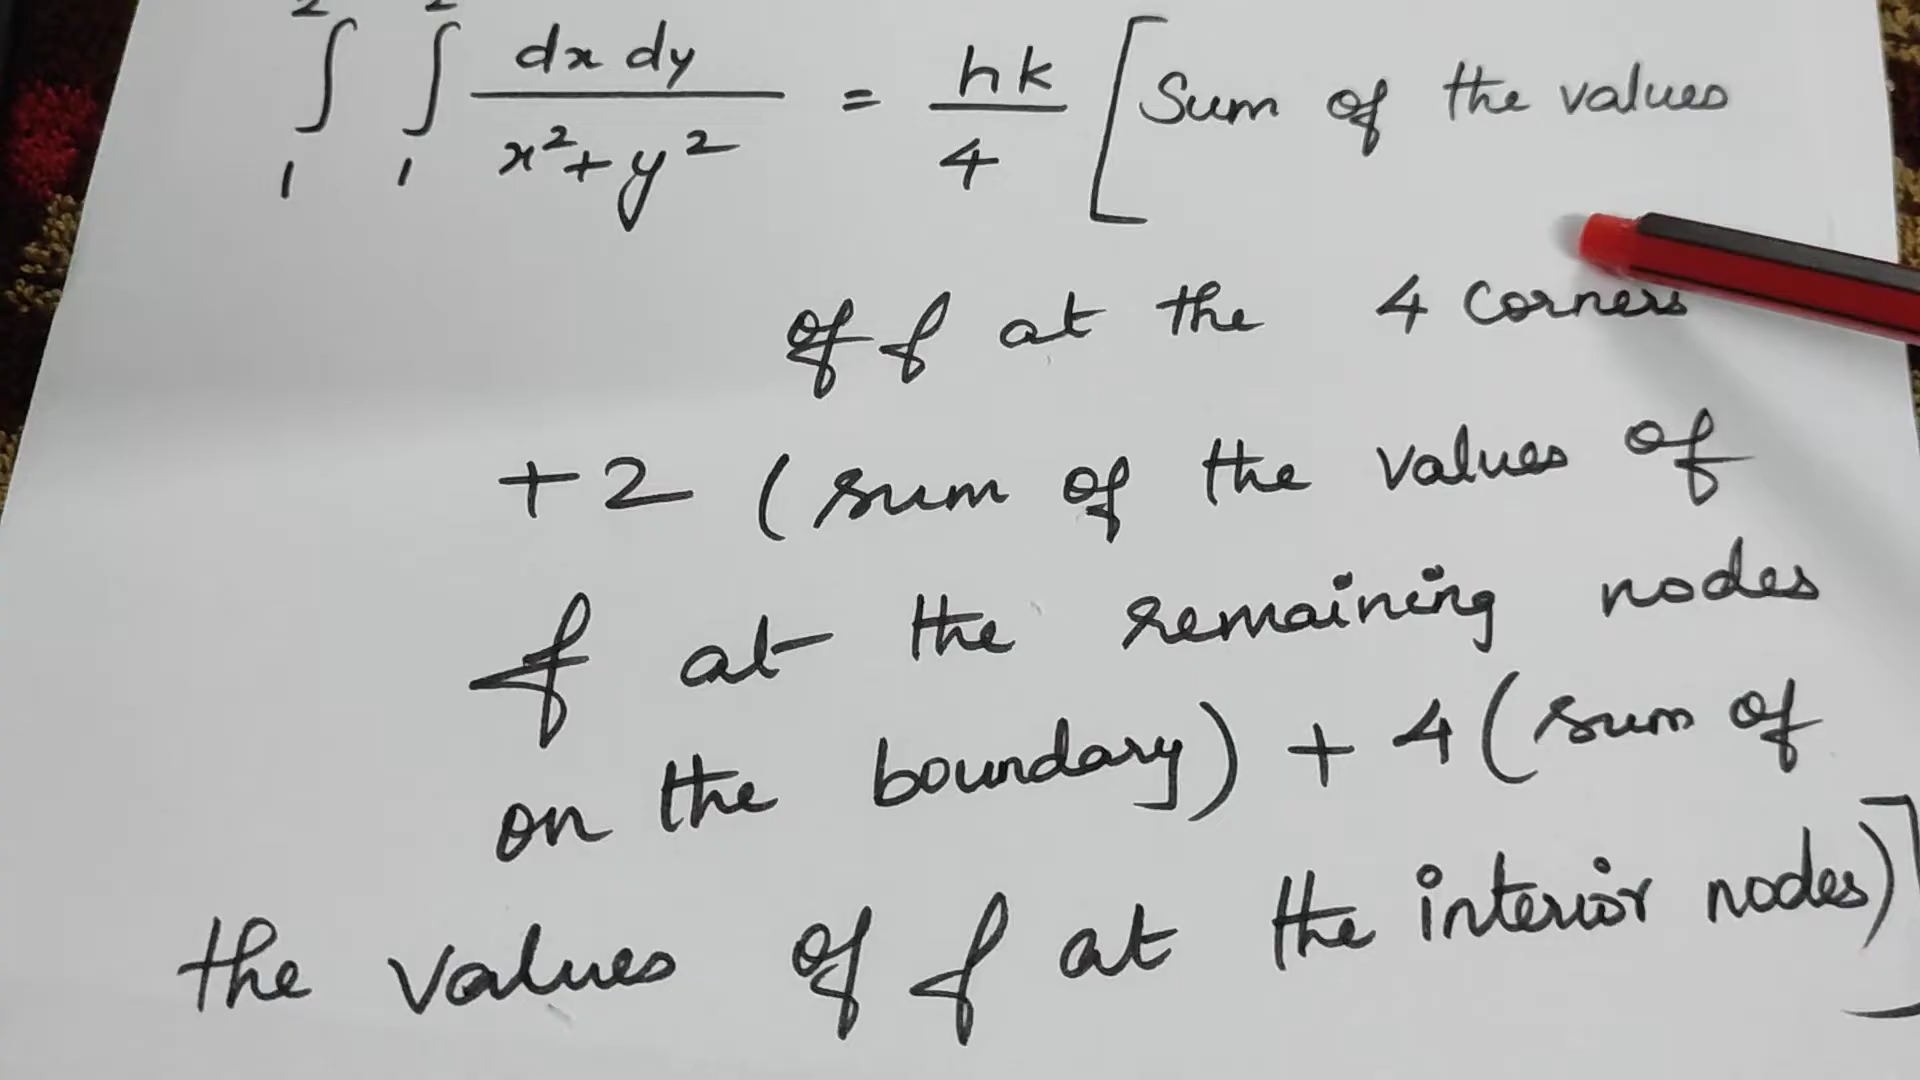 ∫₁² ∫₁² dx dy / x² + y² = hk / 4 [Sum of the values
of f at the 4 corners
+ 2 (sum of the values of
f at the remaining nodes
on the boundary) + 4 (sum of
the values of f at the interior nodes)]